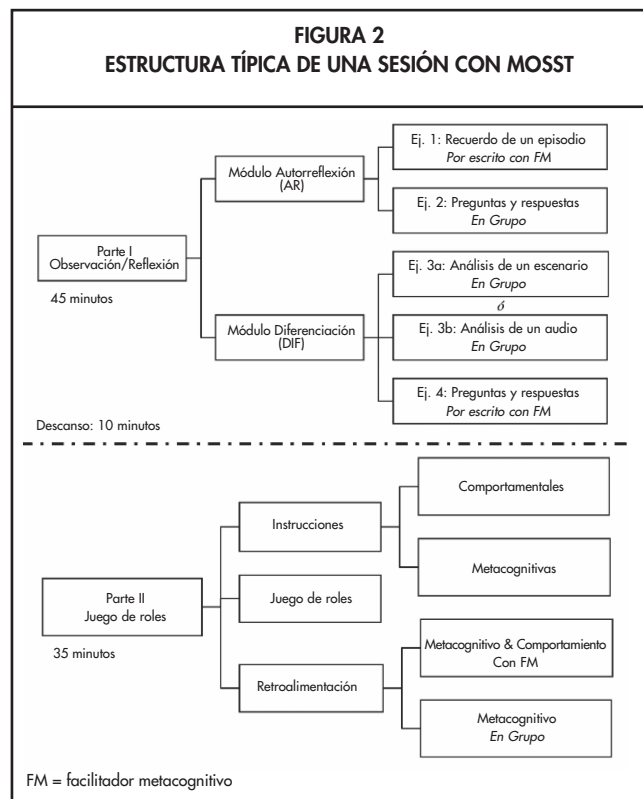 FIGURA 2
ESTRUCTURA TÍPICA DE UNA SESIÓN CON MOSST
Parte I
Observación/Reflexión
45 minutos
Módulo Autorreflexión
(AR)
Ej. 1: Recuerdo de un episodio
Por escrito con FM
Ej. 2: Preguntas y respuestas
En Grupo
Módulo Diferenciación
(DIF)
Ej. 3a: Análisis de un escenario
En Grupo
ó
Ej. 3b: Análisis de un audio
En Grupo
Ej. 4: Preguntas y respuestas
Por escrito con FM
Descanso: 10 minutos
Parte II
Juego de roles
35 minutos
Instrucciones
Comportamentales
Metacognitivas
Juego de roles
Retroalimentación
Metacognitivo & Comportamiento
Con FM
Metacognitivo
En Grupo
FM = facilitador metacognitivo